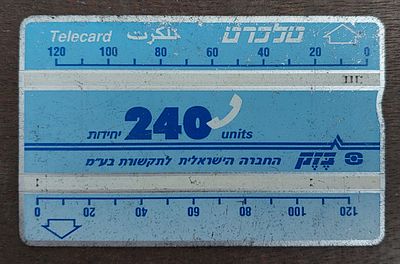 Telecard تلكرت טלכרט
120 100 80 60 40 20 0
יחידות 240 units
בזק החברה הישראלית לתקשורת בע"מ
0 20 40 60 80 100 120